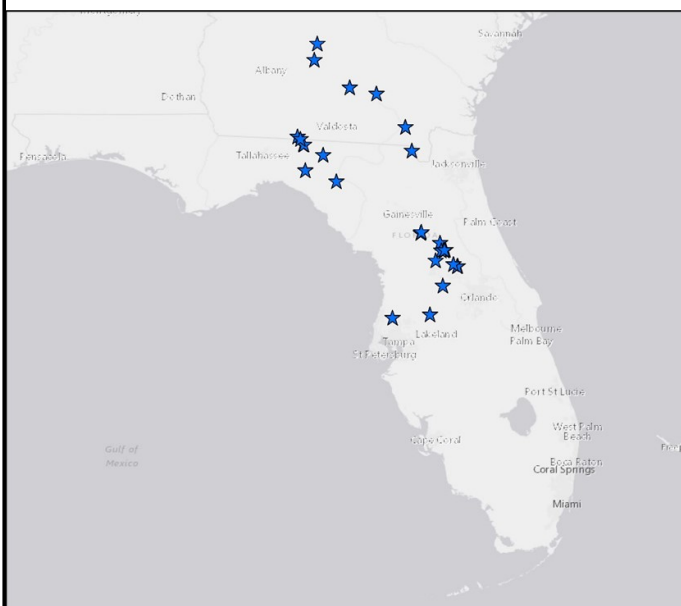 Savannah
Albany
Dothan
Valdosta
Pensacola
Tallahassee
Jacksonville
Gainesville
Palm Coast
Orlando
Lakeland
Tampa
St Petersburg
Melbourne
Palm Bay
Port St Lucie
Cape Coral
West Palm
Beach
Gulf of
Mexico
Boca Raton
Coral Springs
Miami